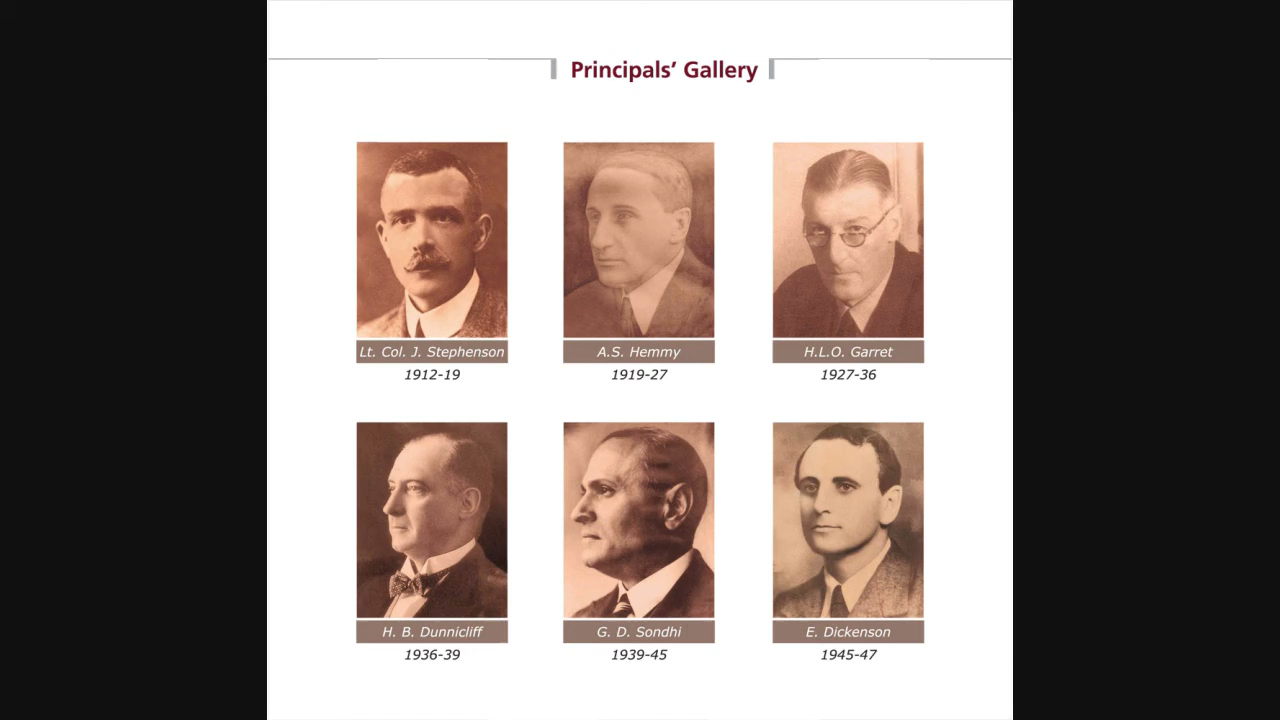 Principals’ Gallery
Lt. Col. J. Stephenson
A.S. Hemmy
H.L.O. Garret
1912-19
1919-27
1927-36
H. B. Dunnicliff
G. D. Sondhi
E. Dickenson
1936-39
1939-45
1945-47